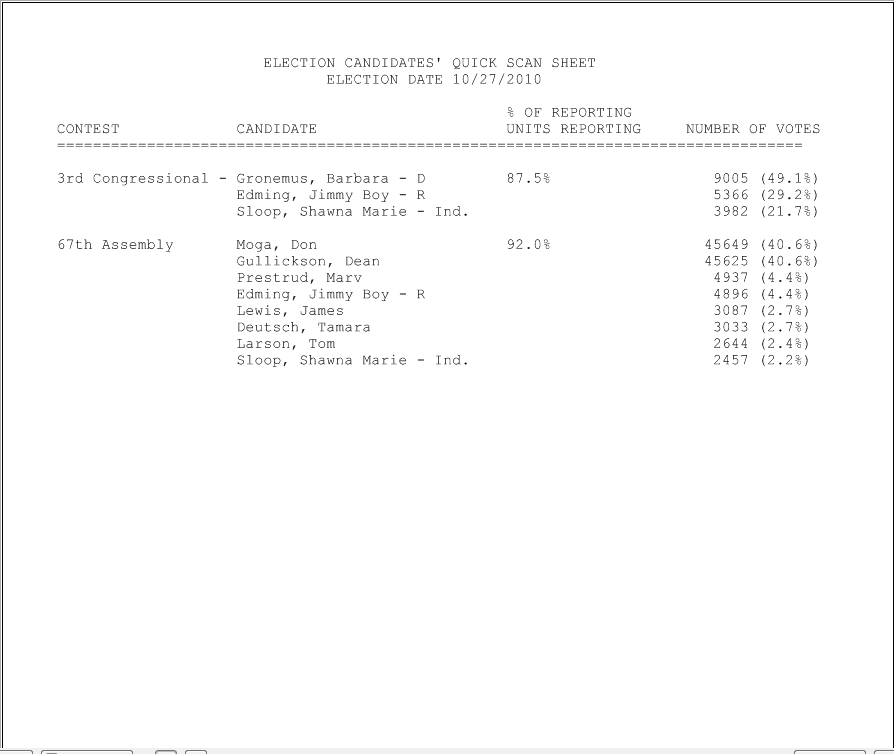 ELECTION CANDIDATES' QUICK SCAN SHEET
ELECTION DATE 10/27/2010
% OF REPORTING
CONTEST CANDIDATE UNITS REPORTING NUMBER OF VOTES
===================================================================================
3rd Congressional - Gronemus, Barbara - D 87.5% 9005 (49.1%)
Edming, Jimmy Boy - R 5366 (29.2%)
Sloop, Shawna Marie - Ind. 3982 (21.7%)
67th Assembly Moga, Don 92.0% 45649 (40.6%)
Gullickson, Dean 45625 (40.6%)
Prestrud, Marv 4937 (4.4%)
Edming, Jimmy Boy - R 4896 (4.4%)
Lewis, James 3087 (2.7%)
Deutsch, Tamara 3033 (2.7%)
Larson, Tom 2644 (2.4%)
Sloop, Shawna Marie - Ind. 2457 (2.2%)